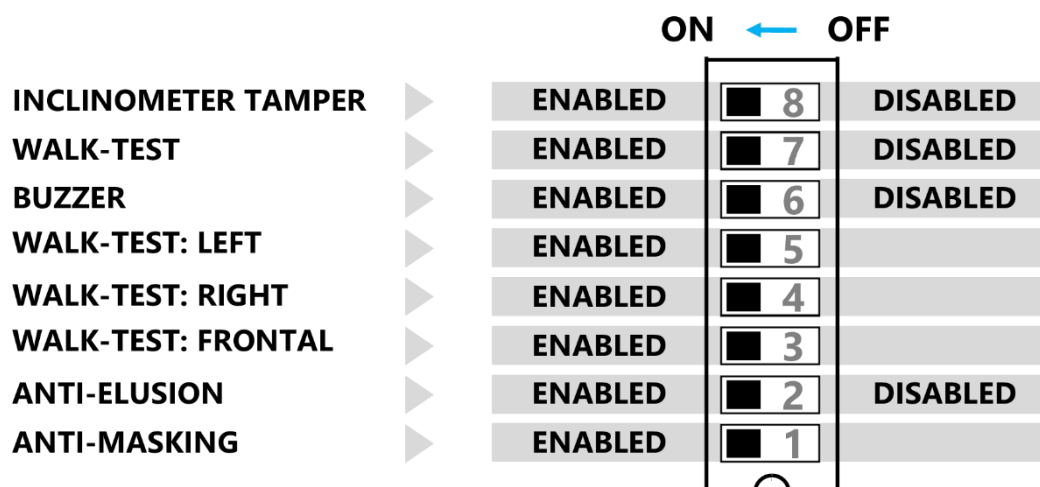 ON OFF
INCLINOMETER TAMPER ENABLED 8 DISABLED
WALK-TEST ENABLED 7 DISABLED
BUZZER ENABLED 6 DISABLED
WALK-TEST: LEFT ENABLED 5
WALK-TEST: RIGHT ENABLED 4
WALK-TEST: FRONTAL ENABLED 3
ANTI-ELUSION ENABLED 2 DISABLED
ANTI-MASKING ENABLED 1